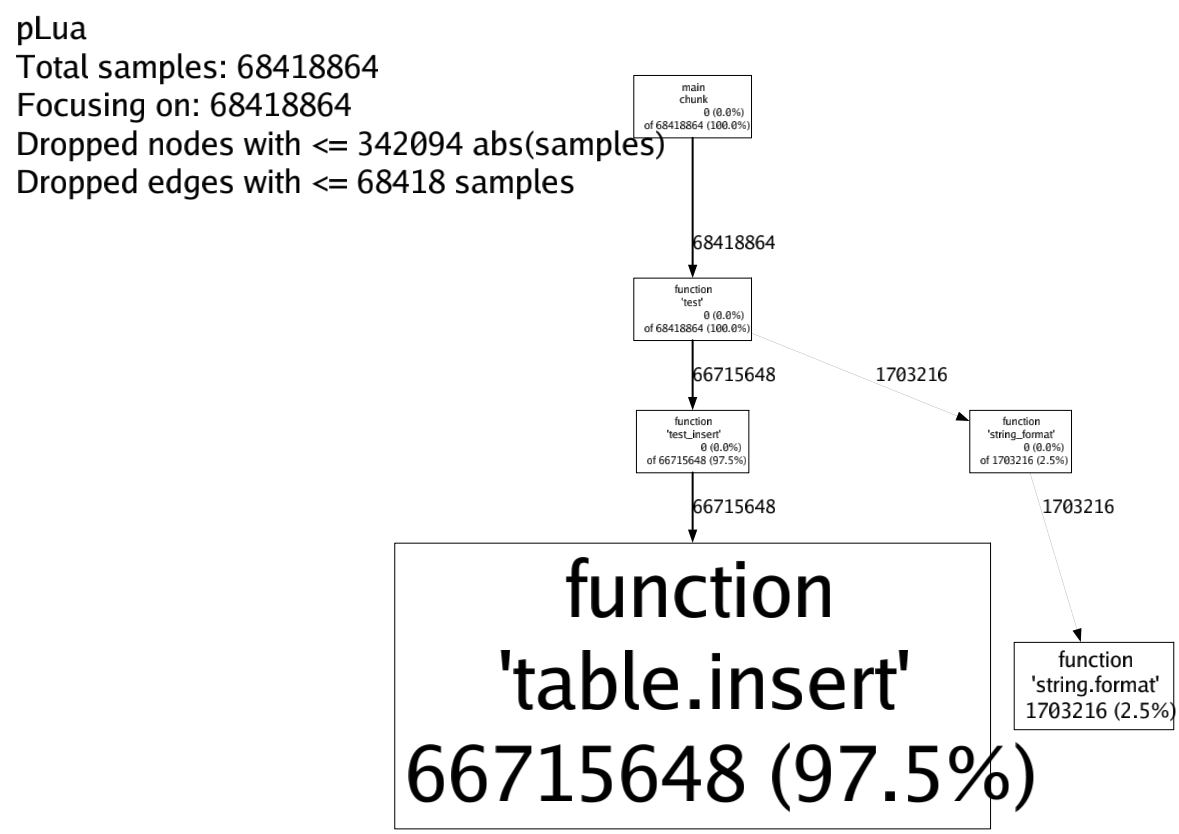 pLua
Total samples: 68418864
Focusing on: 68418864
Dropped nodes with <= 342094 abs(samples)
Dropped edges with <= 68418 samples
main
chunk
0 (0.0%)
of 68418864 (100.0%)
68418864
function
'test'
0 (0.0%)
of 68418864 (100.0%)
66715648
1703216
function
'test_insert'
0 (0.0%)
of 66715648 (97.5%)
function
'string_format'
0 (0.0%)
of 1703216 (2.5%)
66715648
1703216
function
'table.insert'
66715648 (97.5%)
function
'string.format'
1703216 (2.5%)